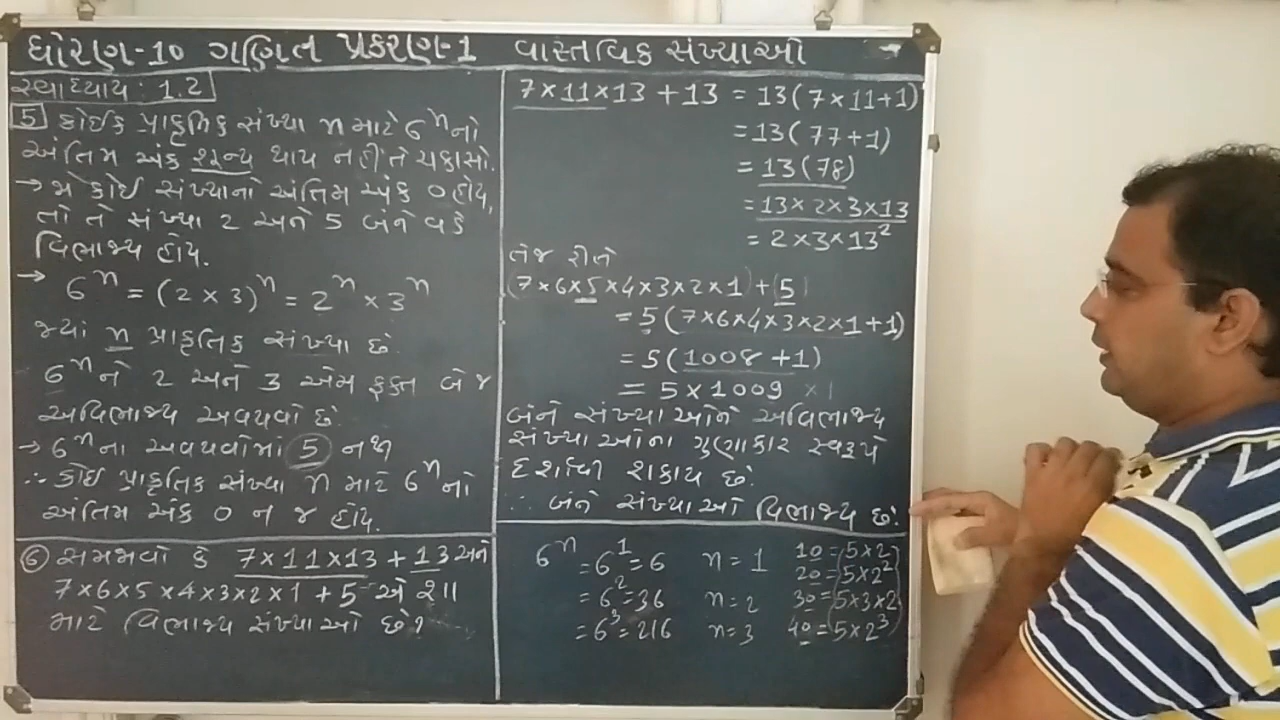 ધોરણ-10 ગણિત પ્રકરણ-1 વાસ્તવિક સંખ્યાઓ
સ્વાધ્યાય : 1.2
5 કોઈક પ્રાકૃતિક સંખ્યા n માટે 6ⁿ નો
અંતિમ અંક શૂન્ય થાય નહીં તે ચકાસો.
→ જો કોઈ સંખ્યાનો અંતિમ અંક 0 હોય,
તો તે સંખ્યા 2 અને 5 બંને વડે
વિભાજ્ય હોય.
→ 6ⁿ = (2 × 3)ⁿ = 2ⁿ × 3ⁿ
જ્યાં n પ્રાકૃતિક સંખ્યા છે.
6ⁿ ને 2 અને 3 એમ ફક્ત બે જ
અવિભાજ્ય અવયવો છે.
→ 6ⁿ ના અવયવોમાં 5 નથી
∴ કોઈ પ્રાકૃતિક સંખ્યા n માટે 6ⁿ નો
અંતિમ અંક 0 ન જ હોય.
⑥ સમજાવો કે 7×11×13 + 13 અને
7×6×5×4×3×2×1 + 5 એ શા
માટે વિભાજ્ય સંખ્યાઓ છે?
7×11×13 + 13 = 13(7×11+1)
= 13(77+1)
= 13(78)
= 13×2×3×13
= 2×3×13²
તેજ રીતે
(7×6×5×4×3×2×1)+(5)
= 5(7×6×4×3×2×1+1)
= 5(1008+1)
= 5×1009 ×1
બંને સંખ્યાઓને અવિભાજ્ય
સંખ્યાઓના ગુણાકાર સ્વરૂપે
દર્શાવી શકાય છે.
∴ બંને સંખ્યાઓ વિભાજ્ય છે.
6ⁿ = 6¹ = 6 n = 1 10 = (5×2)
= 6² = 36 n = 2 20 = (5×2²)
= 6³ = 216 n = 3 30 = (5×3×2)
40 = (5×2³)